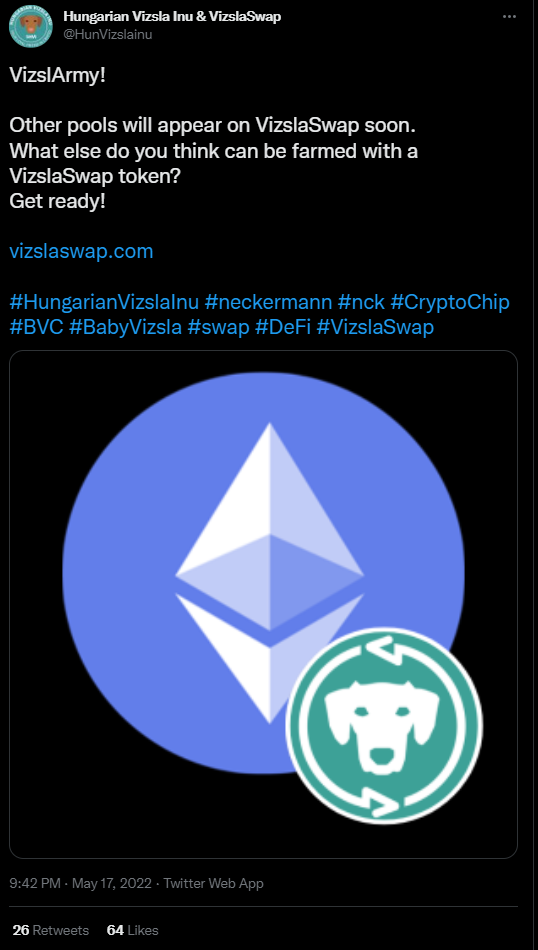 Hungarian Vizsla Inu & VizslaSwap
@HunVizslainu
VizslArmy!
Other pools will appear on VizslaSwap soon.
What else do you think can be farmed with a
VizslaSwap token?
Get ready!
vizslaswap.com
#HungarianVizslaInu #neckermann #nck #CryptoChip
#BVC #BabyVizsla #swap #DeFi #VizslaSwap
9:42 PM · May 17, 2022 · Twitter Web App
26 Retweets 64 Likes